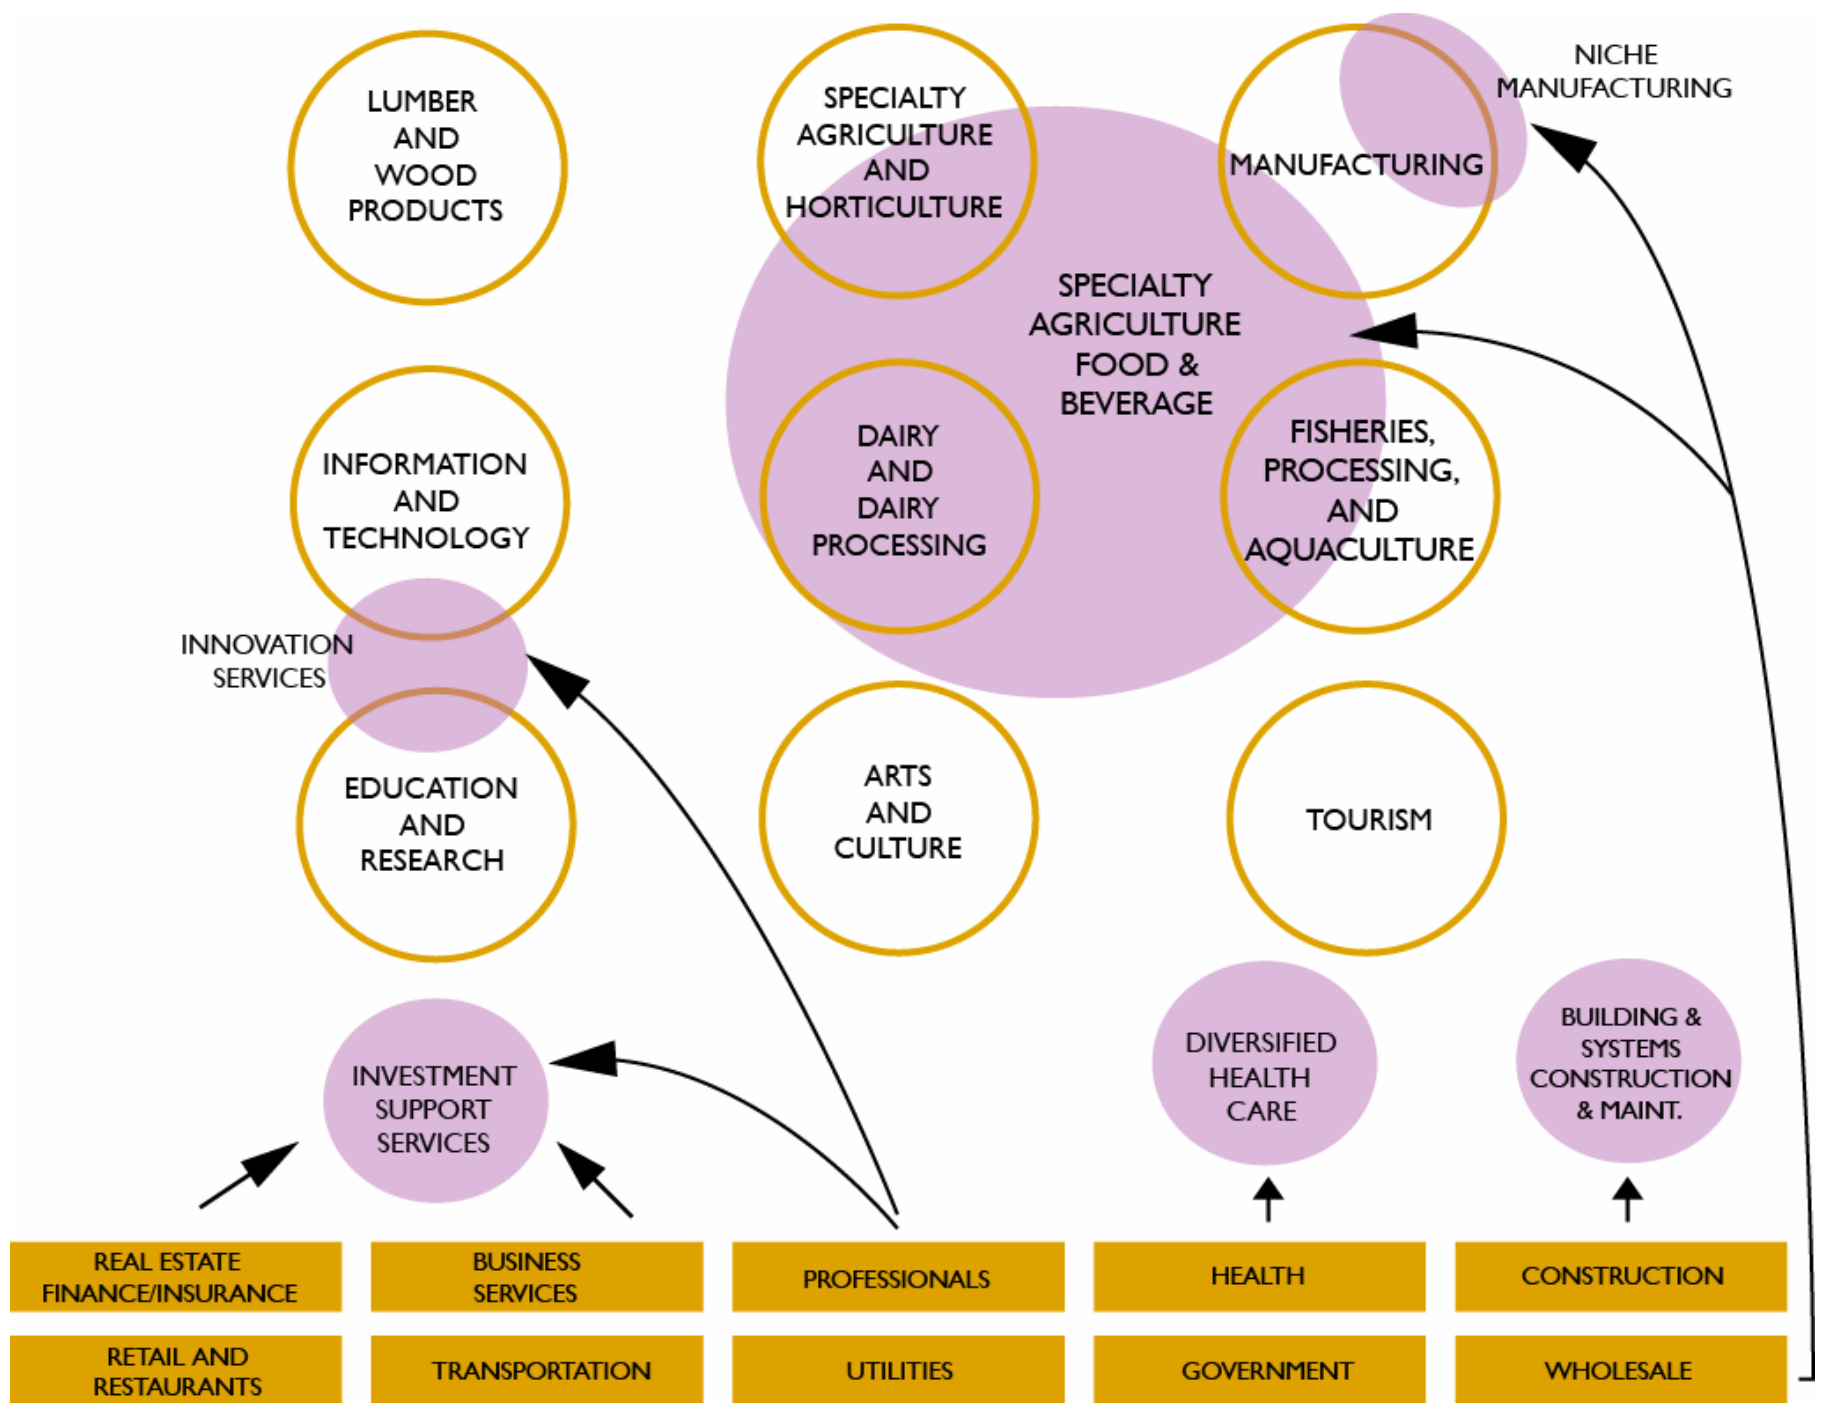 LUMBER
AND
WOOD
PRODUCTS
SPECIALTY
AGRICULTURE
AND
HORTICULTURE
MANUFACTURING
NICHE
MANUFACTURING
SPECIALTY
AGRICULTURE
FOOD &
BEVERAGE
INFORMATION
AND
TECHNOLOGY
DAIRY
AND
DAIRY
PROCESSING
FISHERIES,
PROCESSING,
AND
AQUACULTURE
INNOVATION
SERVICES
EDUCATION
AND
RESEARCH
ARTS
AND
CULTURE
TOURISM
INVESTMENT
SUPPORT
SERVICES
DIVERSIFIED
HEALTH
CARE
BUILDING &
SYSTEMS
CONSTRUCTION
& MAINT.
REAL ESTATE
FINANCE/INSURANCE
BUSINESS
SERVICES
PROFESSIONALS
HEALTH
CONSTRUCTION
RETAIL AND
RESTAURANTS
TRANSPORTATION
UTILITIES
GOVERNMENT
WHOLESALE